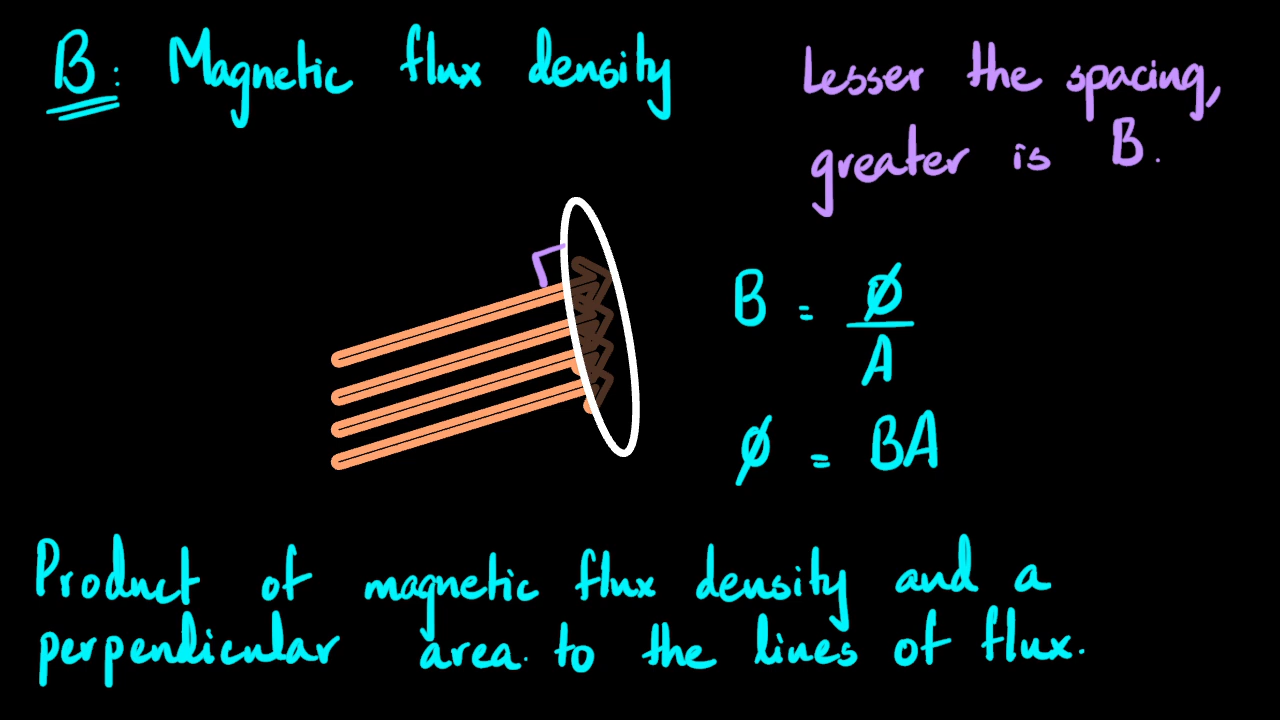 B: Magnetic flux density
Lesser the spacing,
greater is B.
B = Ø / A
Ø = BA
Product of magnetic flux density and a
perpendicular area to the lines of flux.